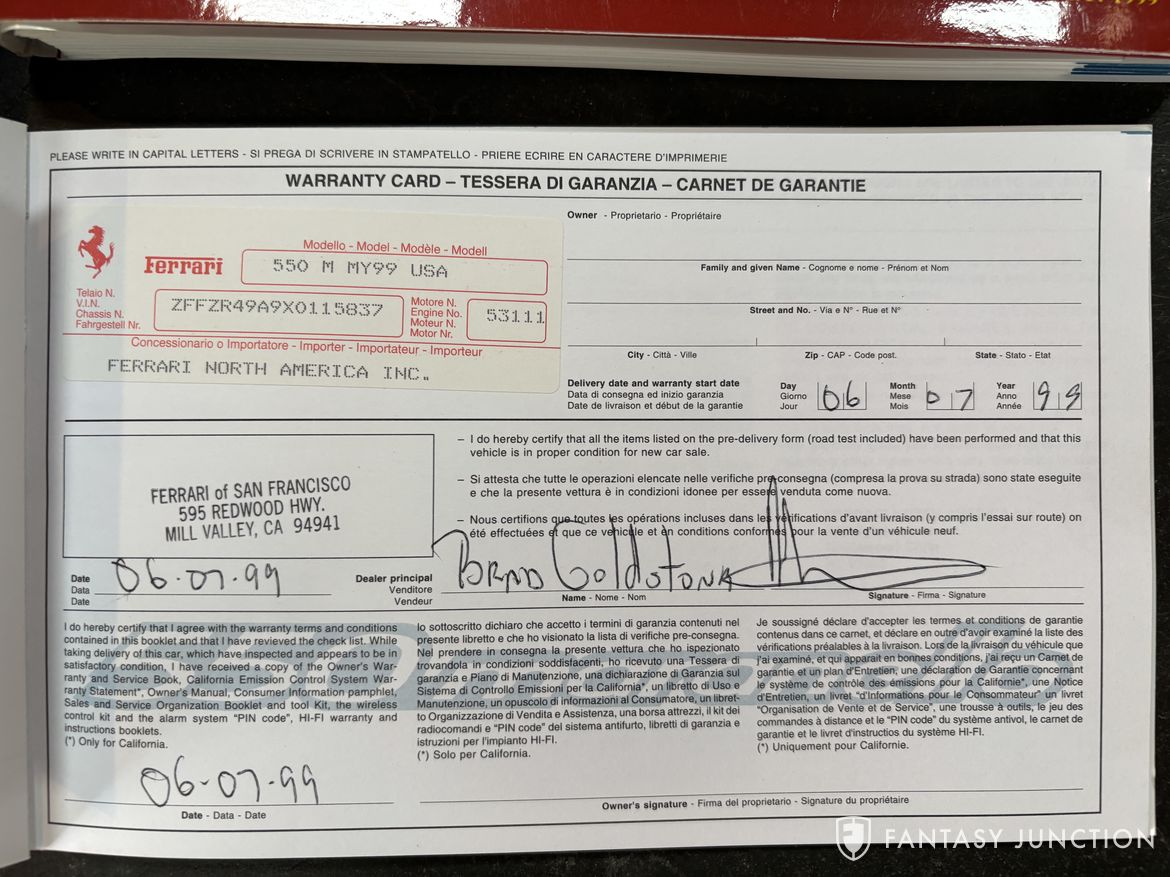 PLEASE WRITE IN CAPITAL LETTERS - SI PREGA DI SCRIVERE IN STAMPATELLO - PRIERE ECRIRE EN CARACTERE D'IMPRIMERIE
WARRANTY CARD – TESSERA DI GARANZIA – CARNET DE GARANTIE
Modello - Model - Modèle - Modell
Ferrari
550 M MY99 USA
Telaio N.
V.I.N.
Chassis N.
Fahrgestell Nr.
ZFFZR49A9X0115837
Motore N.
Engine No.
Moteur N.
Motor Nr.
53111
Concessionario o Importatore - Importer - Importateur - Importeur
FERRARI NORTH AMERICA INC.
Owner - Proprietario - Propriétaire
Family and given Name - Cognome e nome - Prénom et Nom
Street and No. - Via e N° - Rue et N°
City - Città - Ville
Zip - CAP - Code post.
State - Stato - Etat
Delivery date and warranty start date
Data di consegna ed inizio garanzia
Date de livraison et début de la garantie
Day
Giorno
Jour
06
Month
Mese
Mois
07
Year
Anno
Année
99
FERRARI of SAN FRANCISCO
595 REDWOOD HWY.
MILL VALLEY, CA 94941
– I do hereby certify that all the items listed on the pre-delivery form (road test included) have been performed and that this
vehicle is in proper condition for new car sale.
– Si attesta che tutte le operazioni elencate nelle verifiche pre-consegna (compresa la prova su strada) sono state eseguite
e che la presente vettura è in condizioni idonee per essere venduta come nuova.
– Nous certifions que toutes les opérations incluses dans les vérifications d'avant livraison (y compris l'essai sur route) on
été effectuées et que ce vehicule et en conditions conformes pour la vente d'un véhicule neuf.
Date
Data
Date
06-07-99
Dealer principal
Venditore
Vendeur
BRAD Goldstone
Name - Nome - Nom
Signature - Firma - Signature
I do hereby certify that I agree with the warranty terms and conditions
contained in this booklet and that I have revieved the check list. While
taking delivery of this car, which have inspected and appears to be in
satisfactory condition, I have received a copy of the Owner's War-
ranty and Service Book, California Emission Control System War-
ranty Statement*, Owner's Manual, Consumer Information pamphlet,
Sales and Service Organization Booklet and tool Kit, the wireless
control kit and the alarm system "PIN code", HI-FI warranty and
instructions booklets.
(*) Only for California.
Io sottoscritto dichiaro che accetto i termini di garanzia contenuti nel
presente libretto e che ho visionato la lista di verifiche pre-consegna.
Nel prendere in consegna la presente vettura che ho ispezionato
trovandola in condizioni soddisfacenti, ho ricevuto una Tessera di
garanzia e Piano di Manutenzione, una dichiarazione di Garanzia sul
Sistema di Controllo Emissioni per la California*, un libretto di Uso e
Manutenzione, un opuscolo di informazioni al Consumatore, un libret-
to Organizzazione di Vendita e Assistenza, una borsa attrezzi, il kit dei
radiocomandi e "PIN code" del sistema antifurto, libretti di garanzia e
istruzioni per l'impianto HI-FI.
(*) Solo per California.
Je soussigné déclare d'accepter les termes et conditions de garantie
contenus dans ce carnet, et déclare en outre d'avoir examiné la liste des
vérifications préalables à la livraison. Lors de la livraison du véhicule que
j'ai examiné, et qui apparait en bonnes conditions, j'ai reçu un Carnet de
garantie et un plan d'Entretien, une déclaration de Garantie concernant
le système de contrôle des émissions pour la Californie*, une Notice
d'Entretien, un livret "d'Informations pour le Consommateur" un livret
"Organisation de Vente et de Service", une trousse à outils, le jeu des
commandes à distance et le "PIN code" du système antivol, le carnet de
garantie et le livret d'instructios du système HI-FI.
(*) Uniquement pour Californie.
06-07-99
Date - Data - Date
Owner's signature - Firma del proprietario - Signature du propriétaire
FANTASY JUNCTION